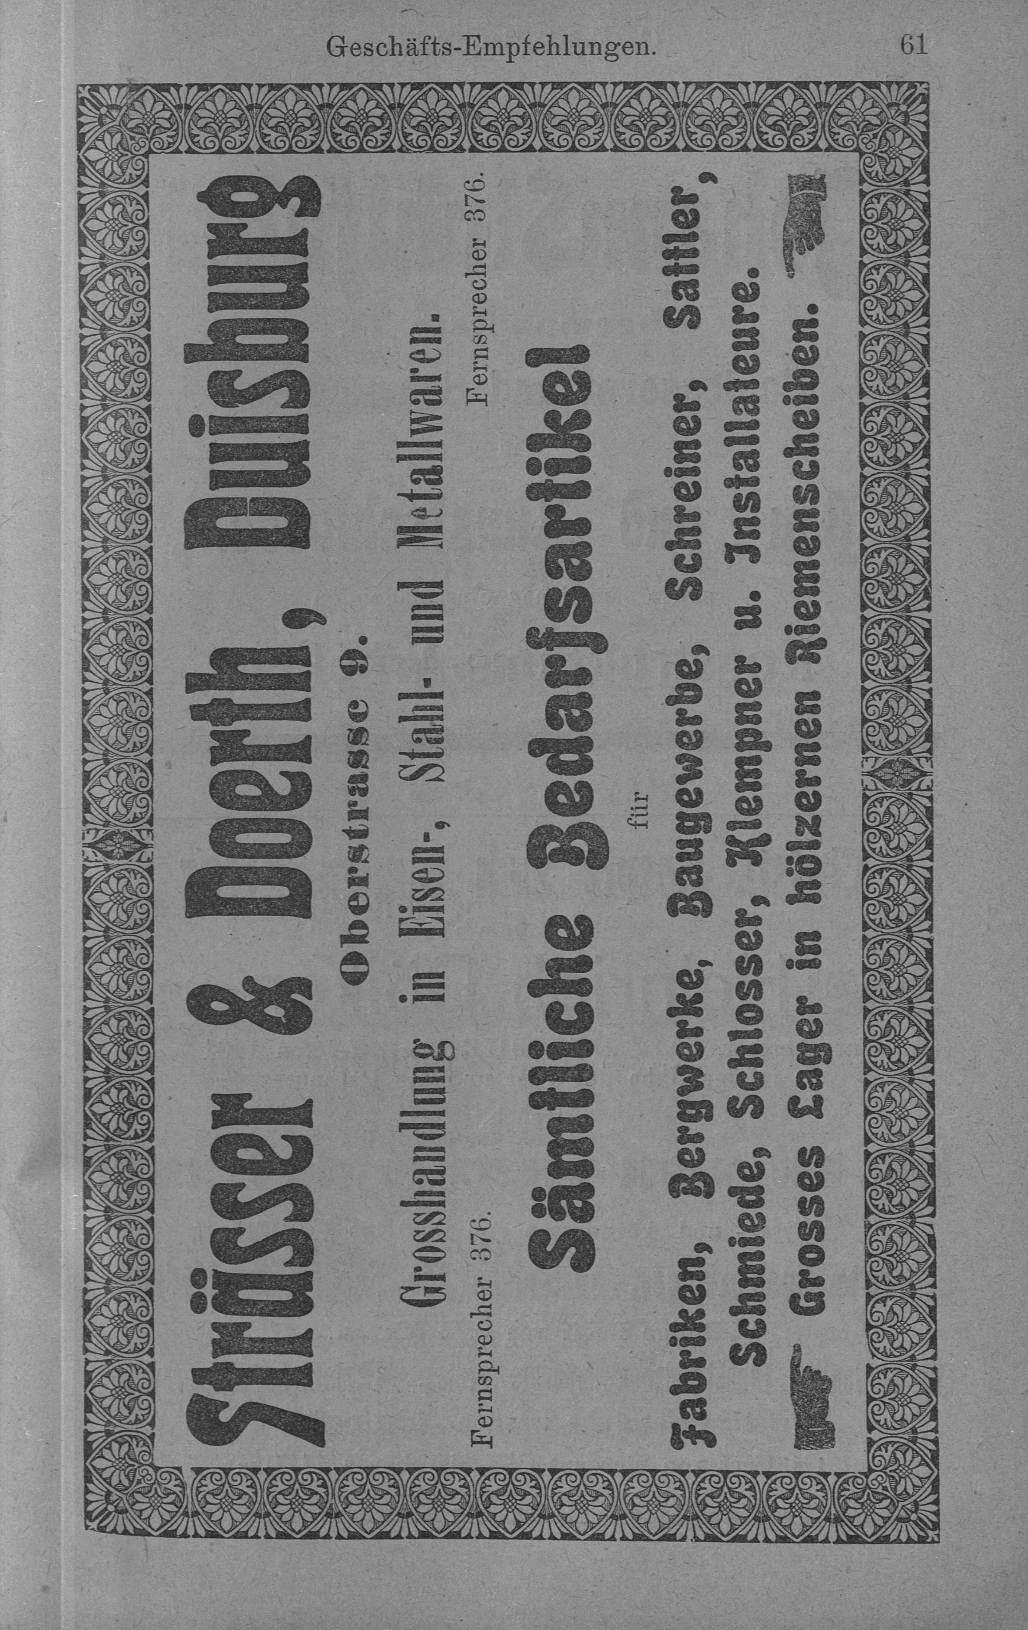 Geschäfts-Empfehlungen. 61
Strässer & Doerth, Duisburg
Oberstrasse 9.
Grosshandlung in Eisen-, Stahl- und Metallwaren.
Fernsprecher 376. Fernsprecher 376.
Sämtliche Bedarfsartikel
für
Fabriken, Bergwerke, Baugewerbe, Schreiner, Sattler,
Schmiede, Schlosser, Klempner u. Installateure.
Grosses Lager in hölzernen Riemenscheiben.